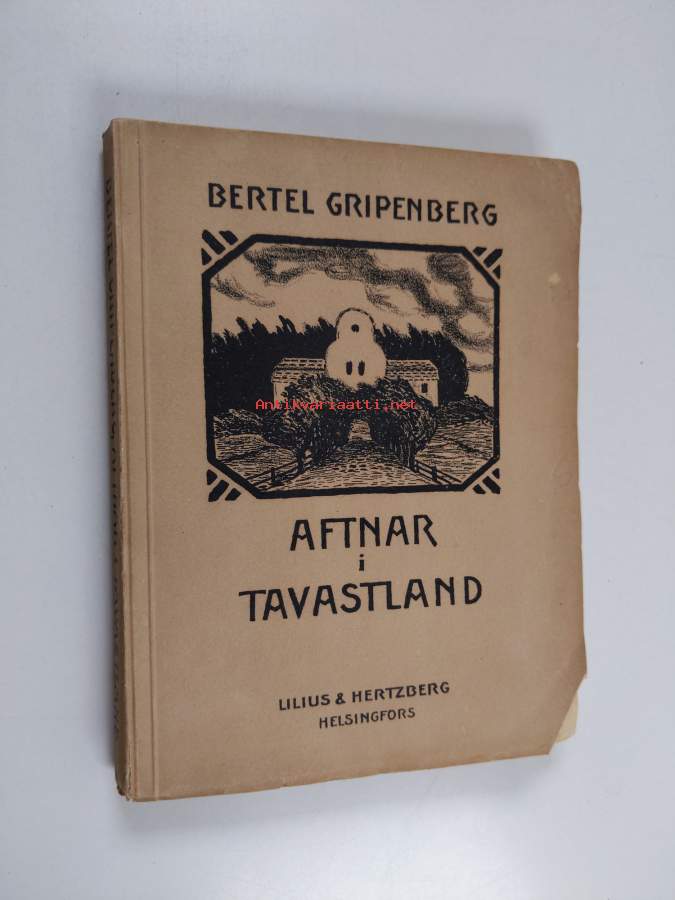 BERTEL GRIPENBERG
Antikvariaatti.net
AFTNAR
i
TAVASTLAND
LILIUS & HERTZBERG
HELSINGFORS